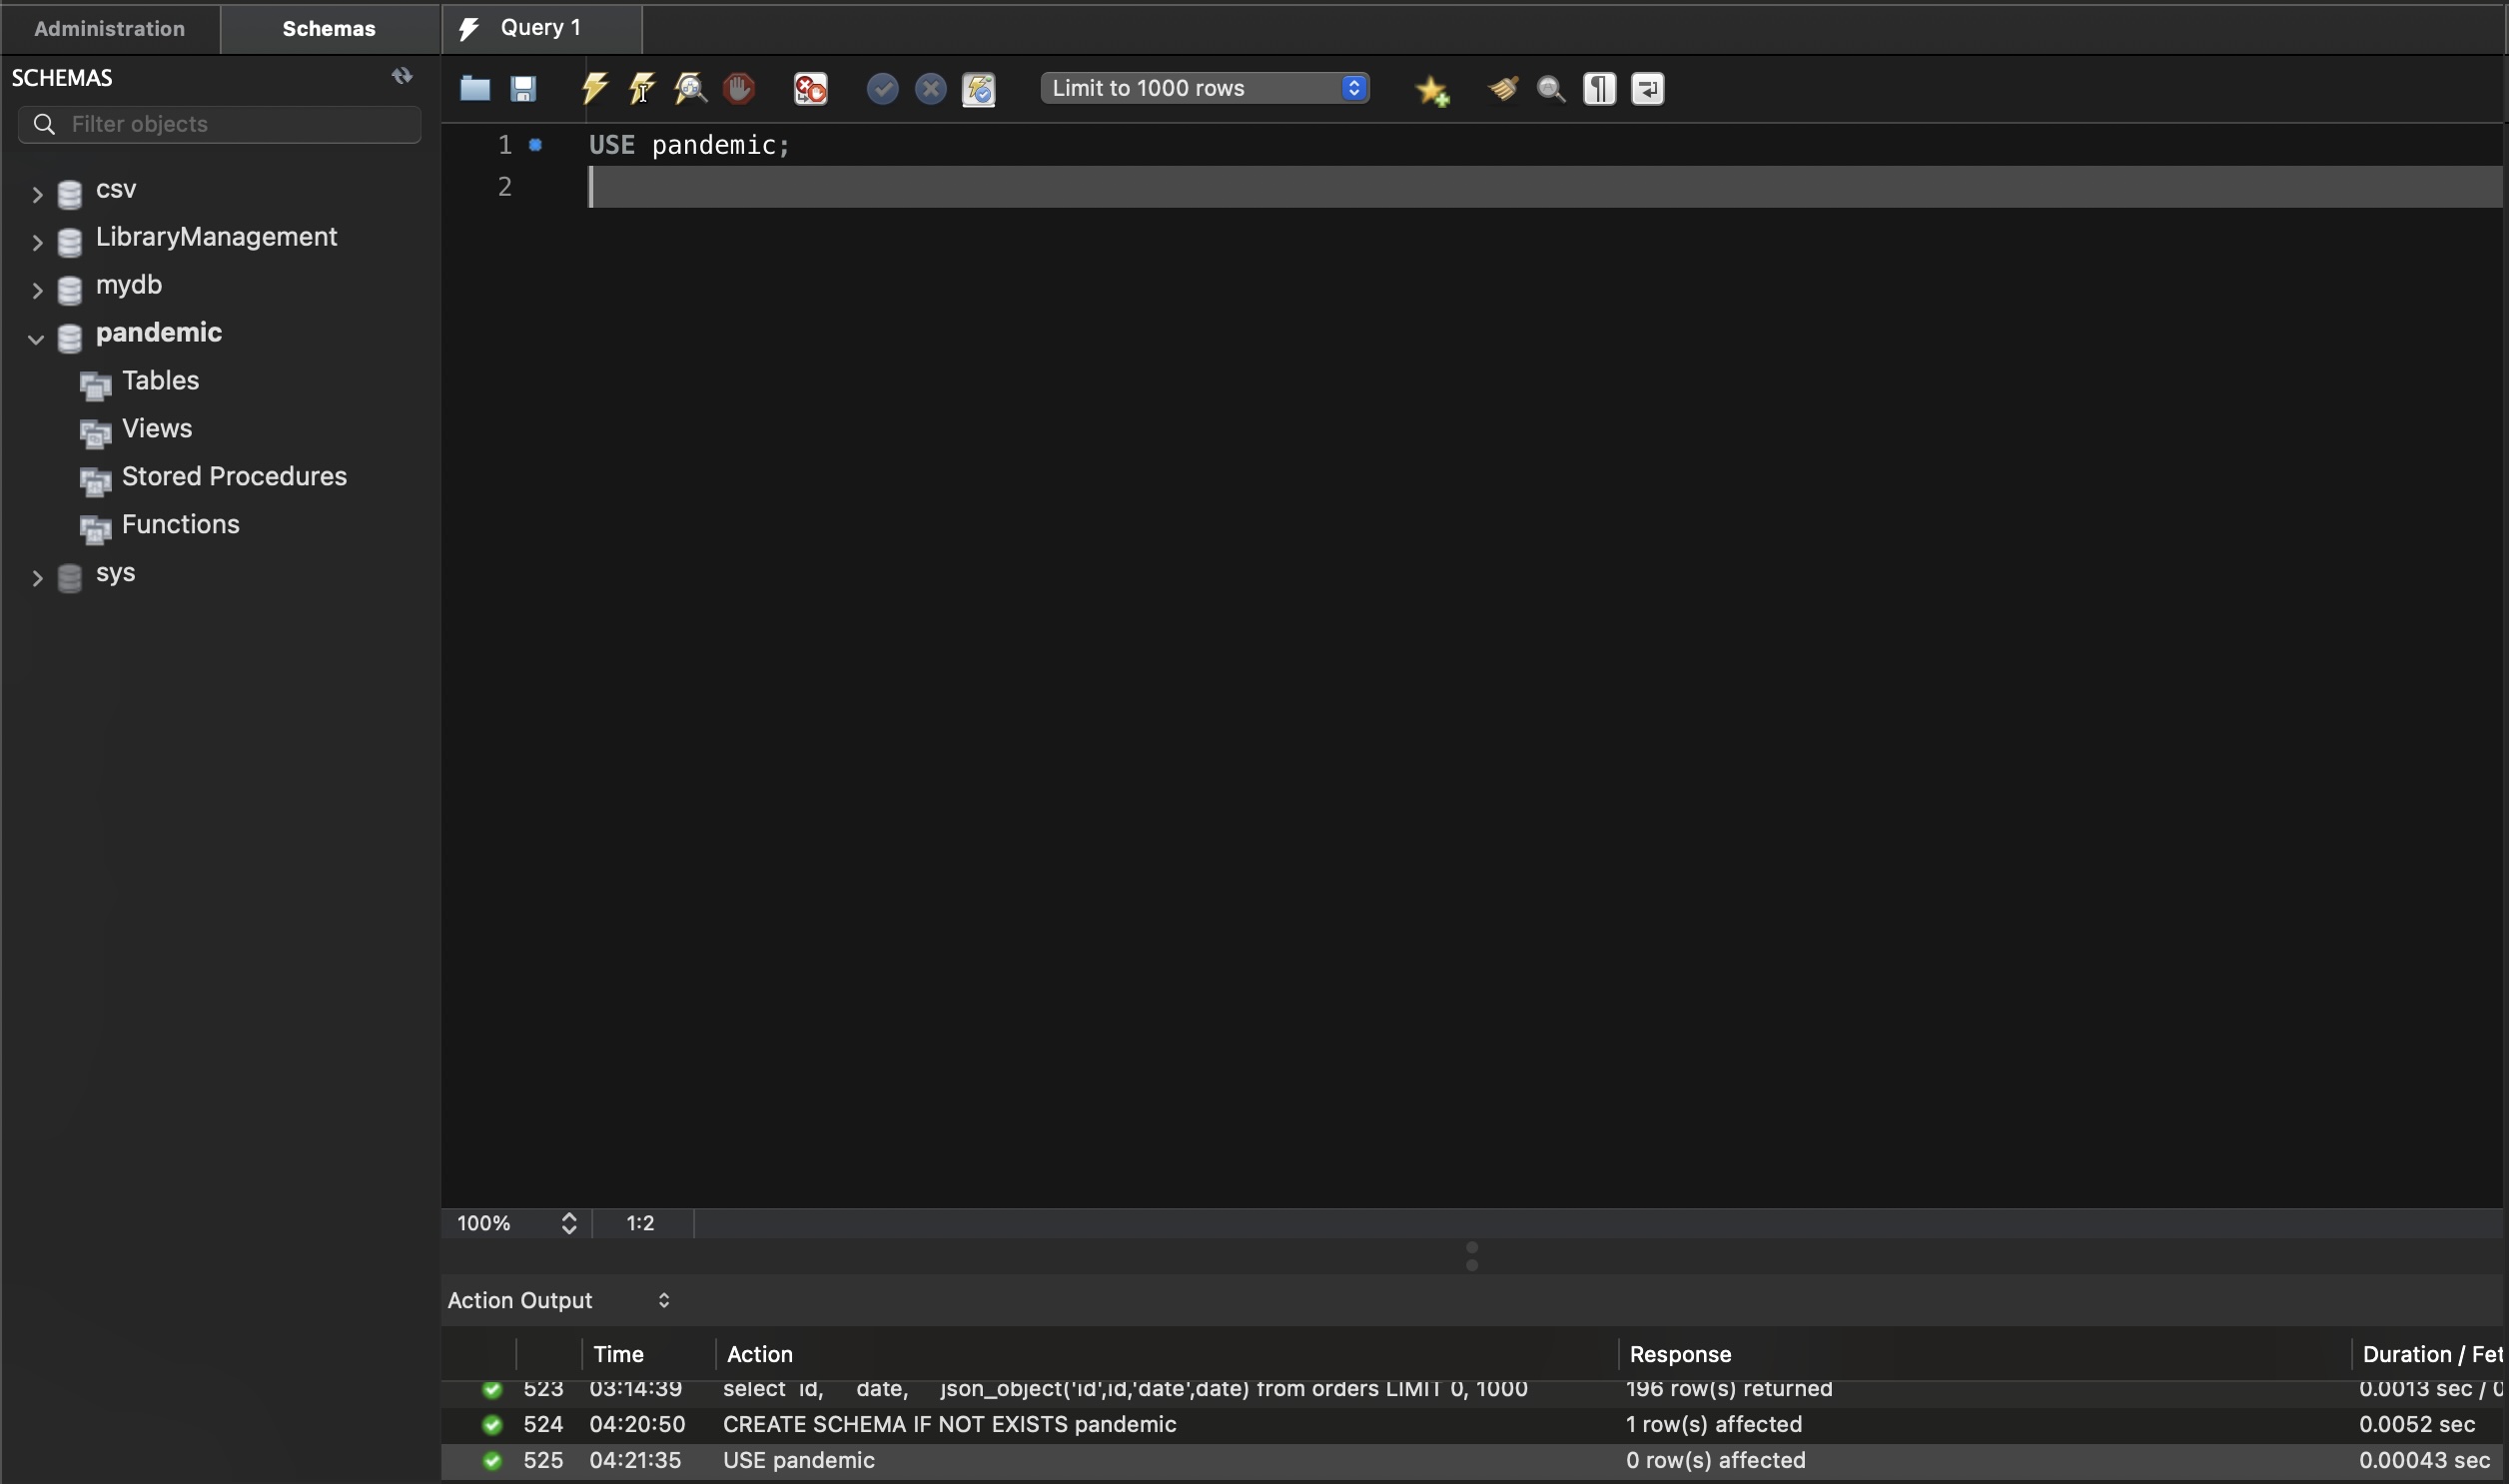 Administration
Schemas
Query 1
SCHEMAS
Filter objects
Limit to 1000 rows
1 USE pandemic;
2
csv
LibraryManagement
mydb
pandemic
Tables
Views
Stored Procedures
Functions
sys
100% 1:2
Action Output
Time Action Response Duration / Fet
523 03:14:39 select id, date, json_object('id',id,'date',date) from orders LIMIT 0, 1000 196 row(s) returned 0.0013 sec / 0
524 04:20:50 CREATE SCHEMA IF NOT EXISTS pandemic 1 row(s) affected 0.0052 sec
525 04:21:35 USE pandemic 0 row(s) affected 0.00043 sec